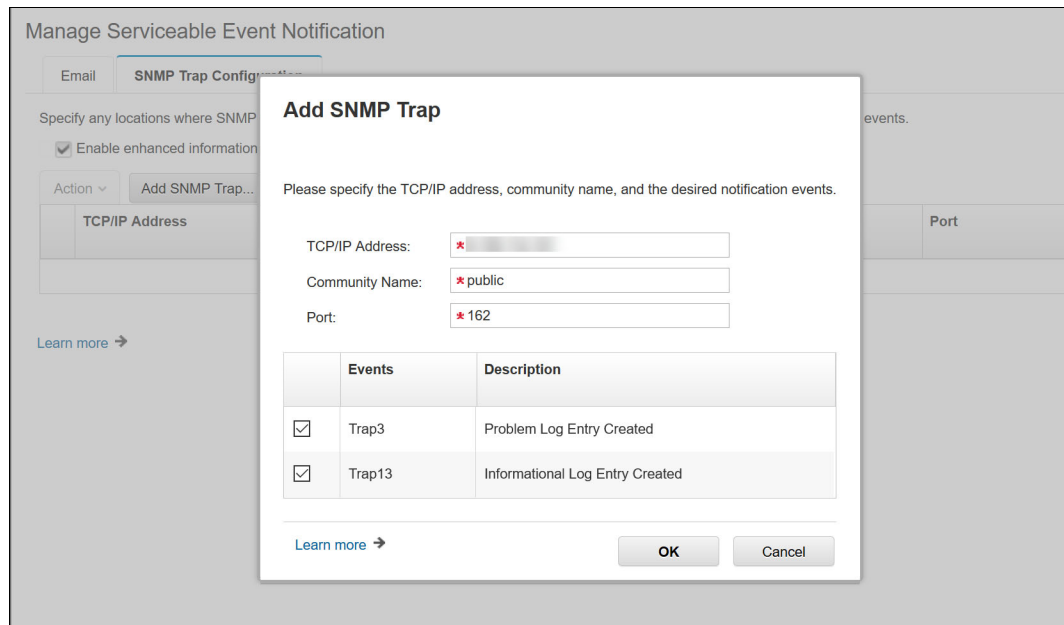 Manage Serviceable Event Notification
Email SNMP Trap Configuration
Specify any locations where SNMP events.
Enable enhanced information
Action Add SNMP Trap...
TCP/IP Address Port
Learn more
Add SNMP Trap
Please specify the TCP/IP address, community name, and the desired notification events.
TCP/IP Address: *
Community Name: * public
Port: * 162
Events Description
Trap3 Problem Log Entry Created
Trap13 Informational Log Entry Created
Learn more OK Cancel